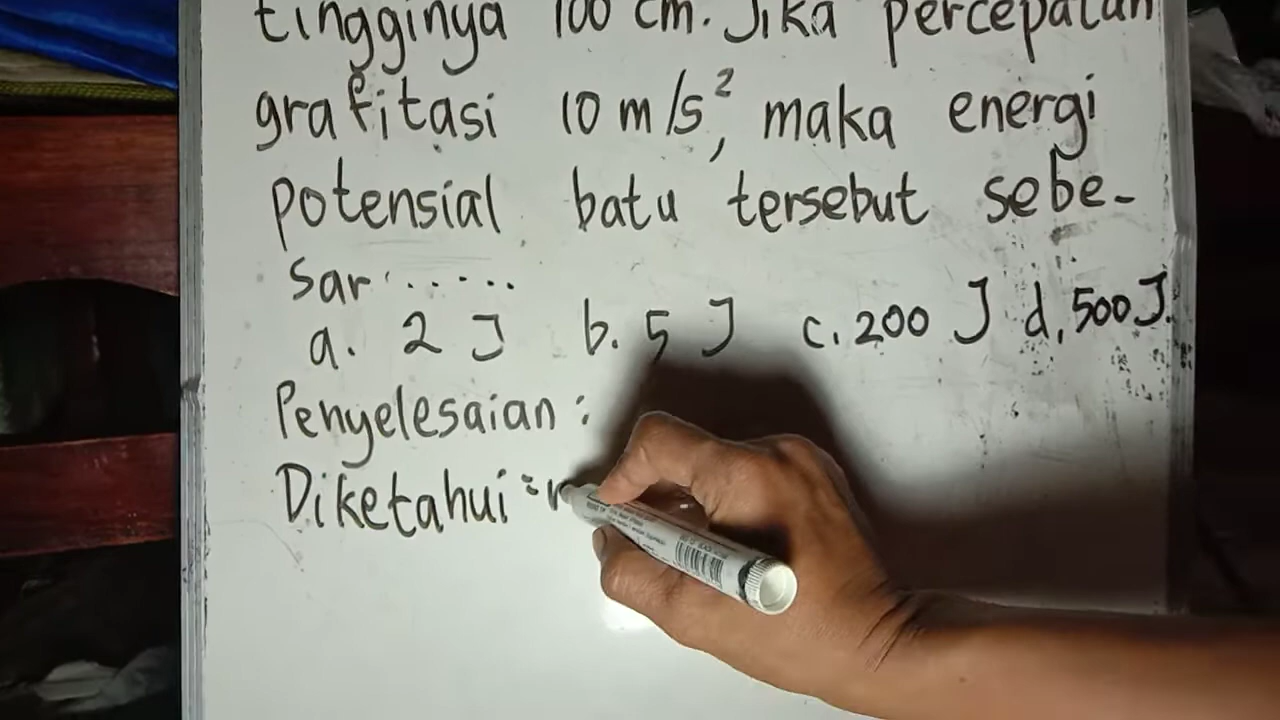 tingginya 100 cm. Jika percepatan
grafitasi 10 m/s², maka energi
potensial batu tersebut sebe-
sar......
a. 2 J b. 5 J c. 200 J d. 500 J.
Penyelesaian :
Diketahui :